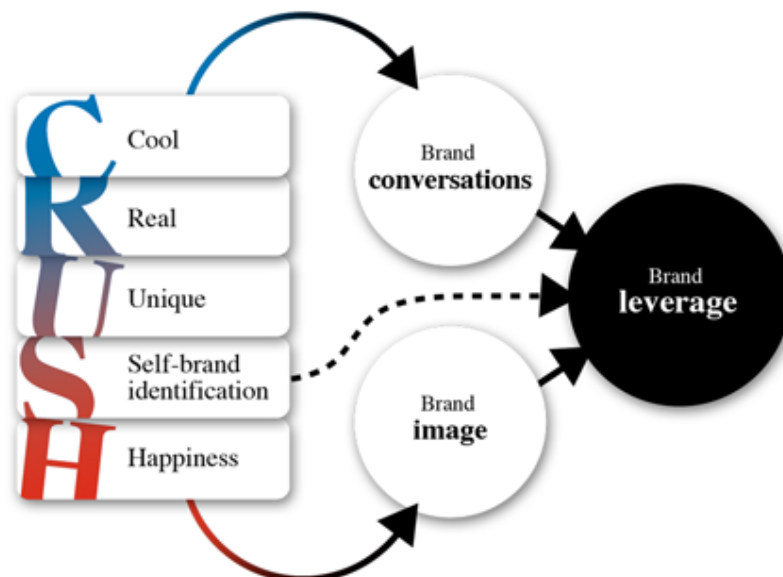 C Cool
R Real
U Unique
S Self-brand
identification
H Happiness
Brand
conversations
Brand
image
Brand
leverage